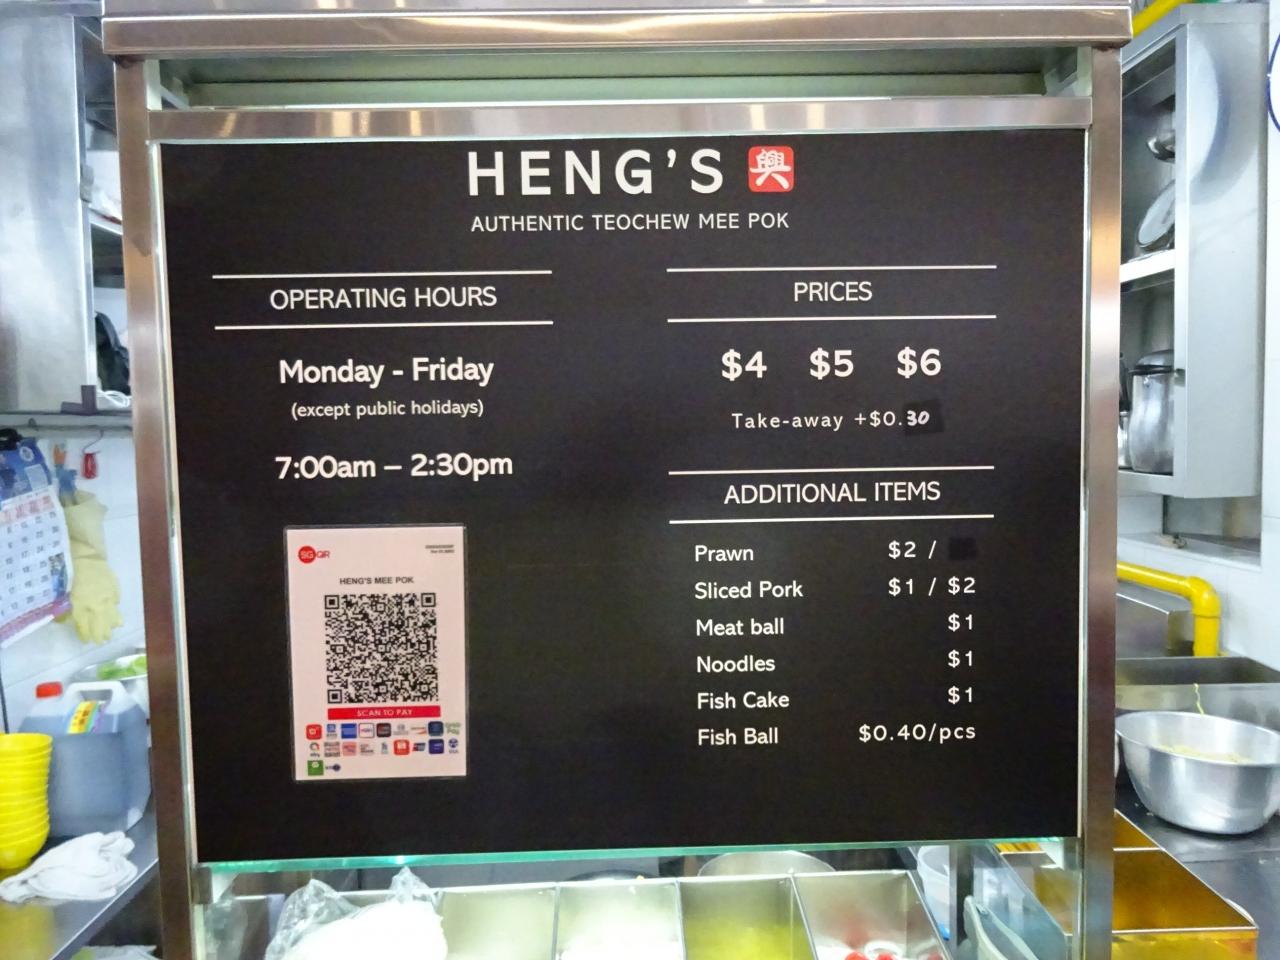 HENG'S 興
AUTHENTIC TEOCHEW MEE POK
OPERATING HOURS
Monday - Friday
(except public holidays)
7:00am – 2:30pm
SGQR
HENG'S MEE POK
SCAN TO PAY
PRICES
$4 $5 $6
Take-away +$0.30
ADDITIONAL ITEMS
Prawn $2 /
Sliced Pork $1 / $2
Meat ball $1
Noodles $1
Fish Cake $1
Fish Ball $0.40/pcs